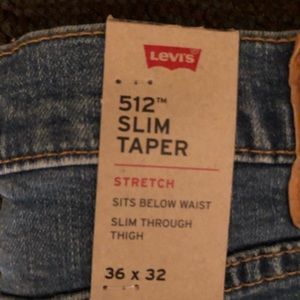 Levi's
512™
SLIM
TAPER
STRETCH
SITS BELOW WAIST
SLIM THROUGH
THIGH
36 x 32